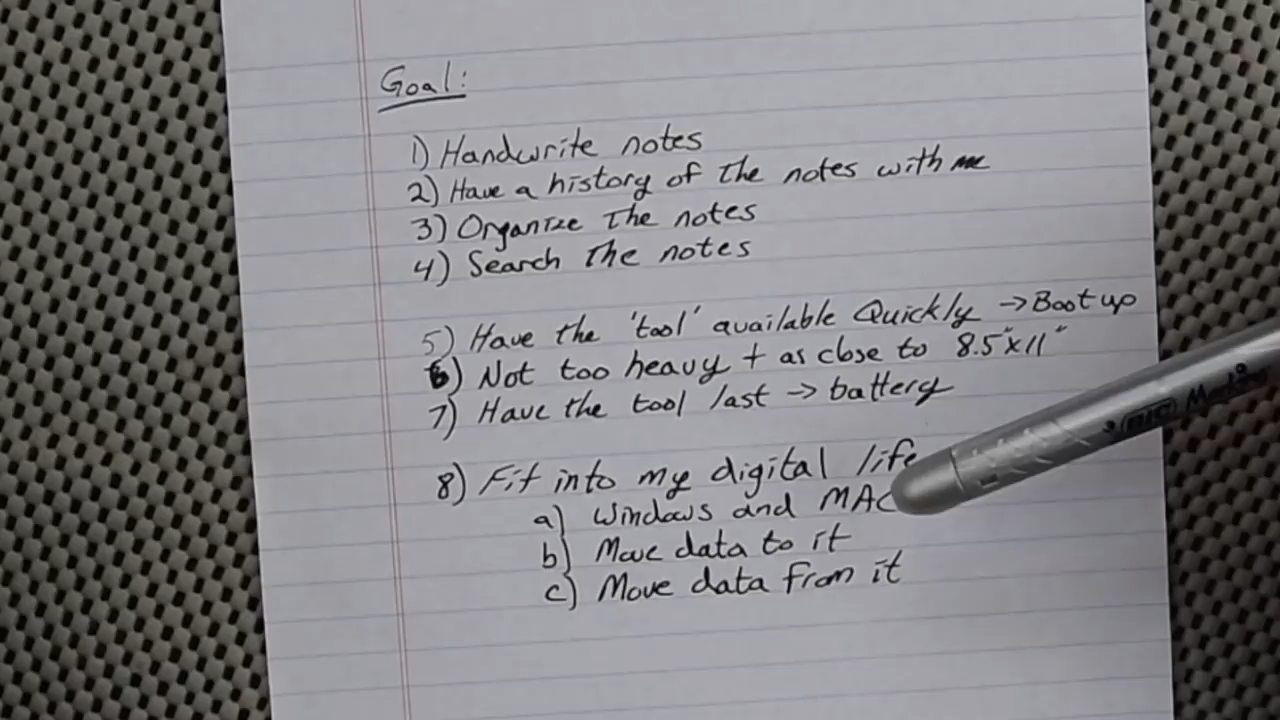 Goal:
1) Handwrite notes
2) Have a history of the notes with me
3) Organize the notes
4) Search the notes
5) Have the 'tool' available Quickly → Boot up
6) Not too heavy + as close to 8.5"x11"
7) Have the tool last → battery
8) Fit into my digital life
a) Windows and MAC
b) Move data to it
c) Move data from it
BIC